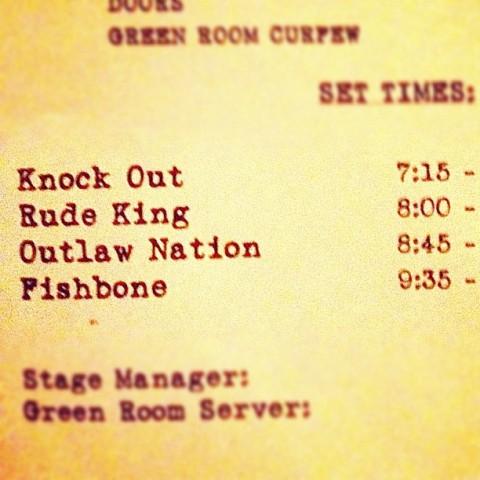 DOORS
GREEN ROOM CURFEW
SET TIMES:
Knock Out 7:15 -
Rude King 8:00 -
Outlaw Nation 8:45 -
Fishbone 9:35 -
Stage Manager:
Green Room Server: